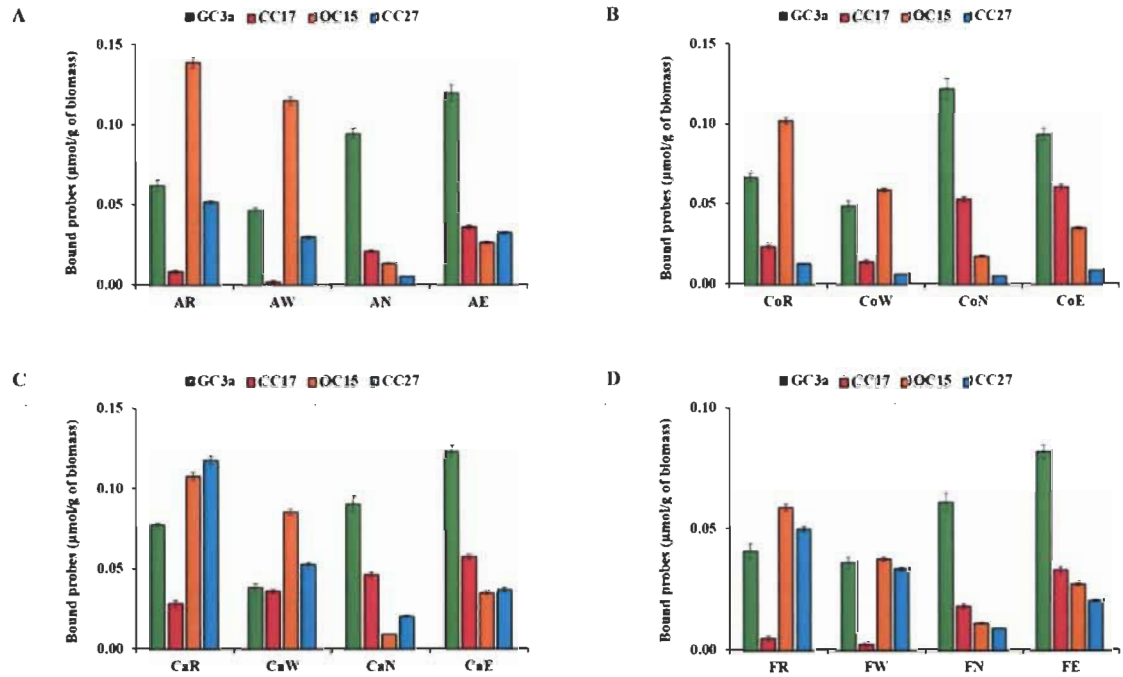 A
GC3a CC17 OC15 CC27
Bound probes (μmol/g of biomass)
0.15
0.10
0.05
0.00
AR AW AN AE
B
GC3a CC17 OC15 CC27
Bound probes (μmol/g of biomass)
0.15
0.10
0.05
0.00
CoR CoW CoN CoE
C
GC3a CC17 OC15 CC27
Bound probes (μmol/g of biomass)
0.15
0.10
0.05
0.00
CaR CaW CaN CaE
D
GC3a CC17 OC15 CC27
Bound probes (μmol/g of biomass)
0.10
0.05
0.00
FR FW FN FE